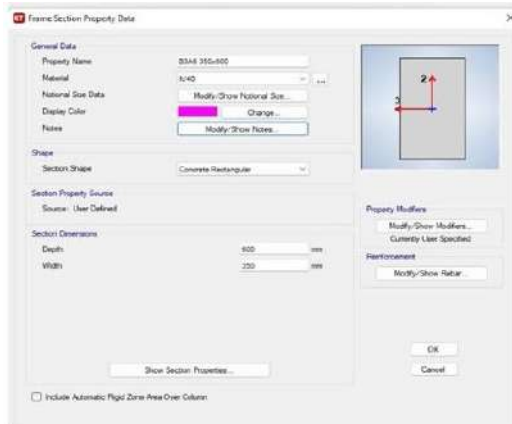 Frame Section Property Data
General Data
Property Name B3A6 350x600
Material
Notional Size Data Modify/Show Notional Size...
Display Color Change...
Notes Modify/Show Notes...
Shape
Section Shape Concrete Rectangular
Section Property Source
Source: User Defined
Section Dimensions
Depth 600 mm
Width 350 mm
Show Section Properties...
Include Automatic Rigid Zone Area Over Column
2
3
Property Modifiers
Modify/Show Modifiers...
Currently User Specified
Reinforcement
Modify/Show Rebar...
OK
Cancel